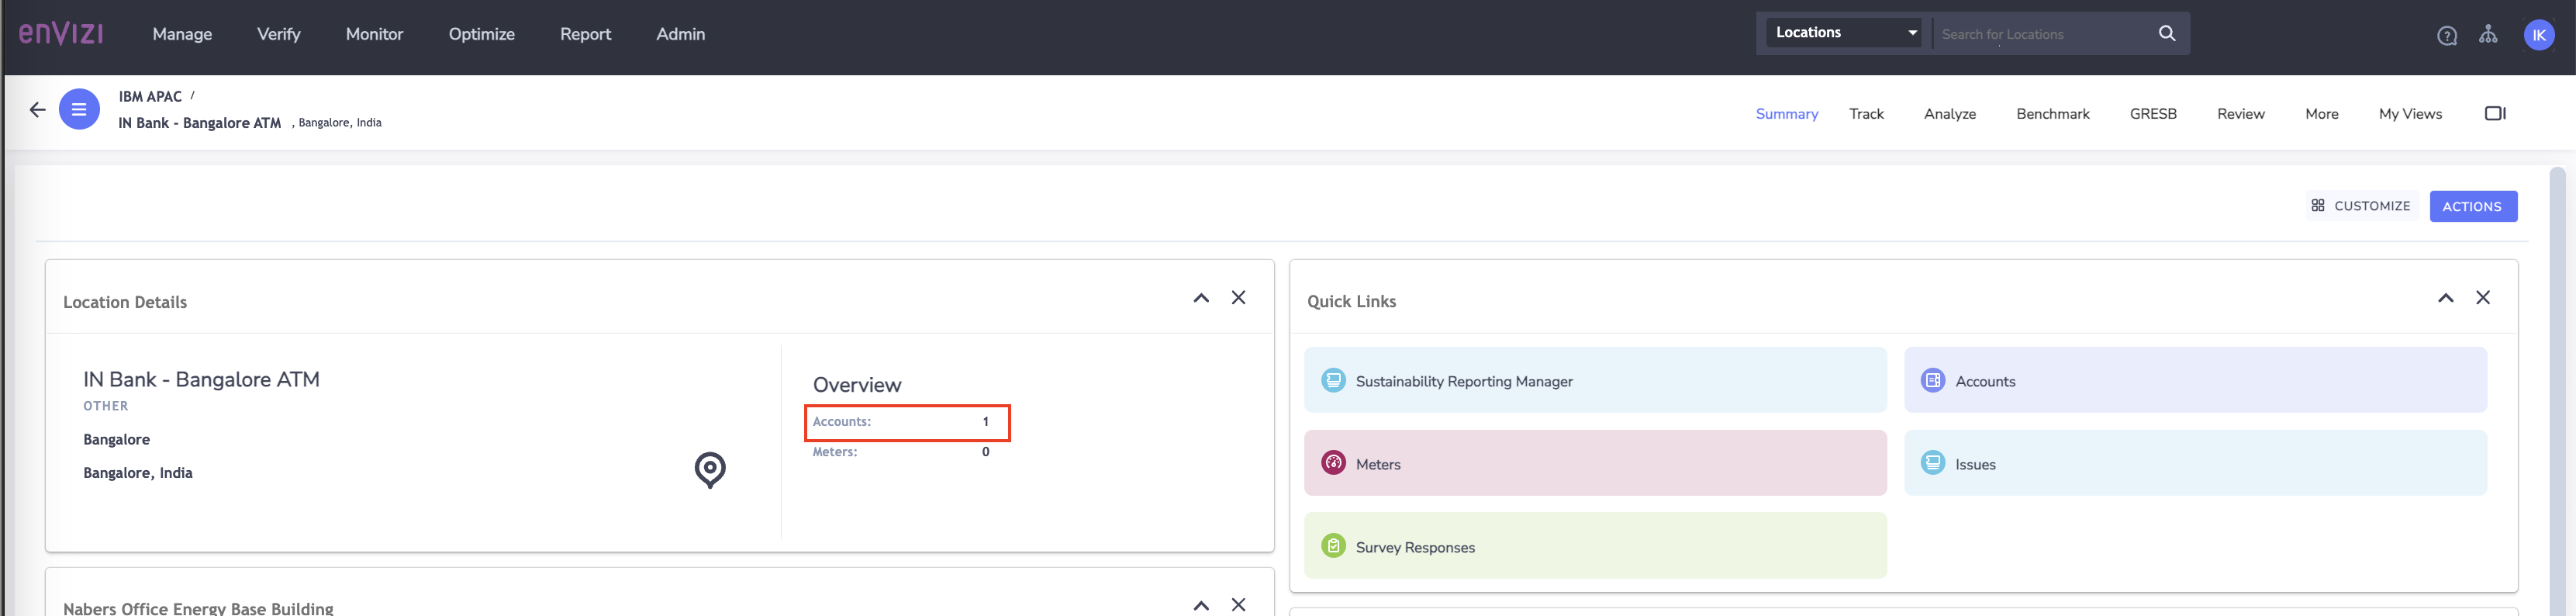 enVIZI
Manage Verify Monitor Optimize Report Admin
Locations Search for Locations
IK
IBM APAC /
IN Bank - Bangalore ATM , Bangalore, India
Summary Track Analyze Benchmark GRESB Review More My Views
CUSTOMIZE ACTIONS
Location Details
IN Bank - Bangalore ATM
OTHER
Bangalore
Bangalore, India
Overview
Accounts: 1
Meters: 0
Quick Links
Sustainability Reporting Manager
Accounts
Meters
Issues
Survey Responses
Nabers Office Energy Base Building